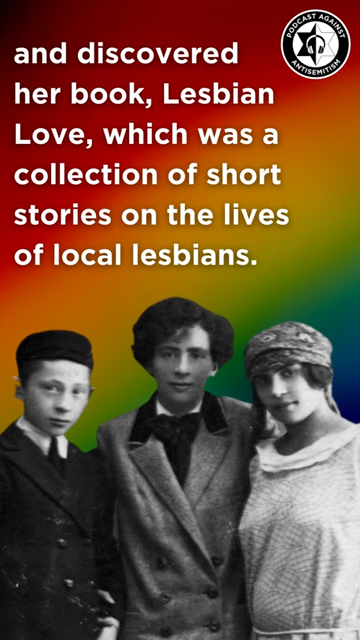 PODCAST AGAINST
ANTISEMITISM
and discovered
her book, Lesbian
Love, which was a
collection of short
stories on the lives
of local lesbians.